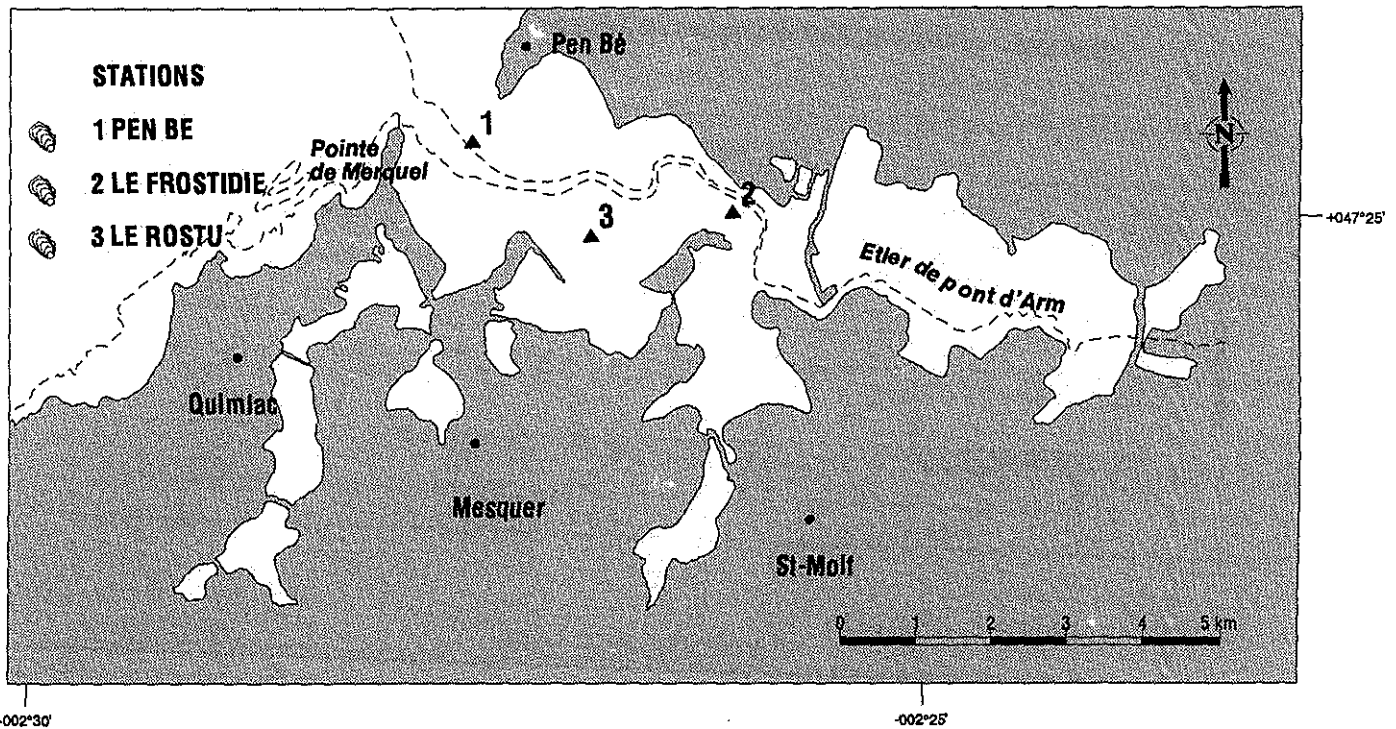 Pen Bé
STATIONS
1 PEN BE
2 LE FROSTIDIE
3 LE ROSTU
Pointe
de Merquel
1
2
3
N
+047°25'
Etier de pont d'Arm
Quimiac
Mesquer
St-Molf
0 1 2 3 4 5 km
-002°30'
-002°25'